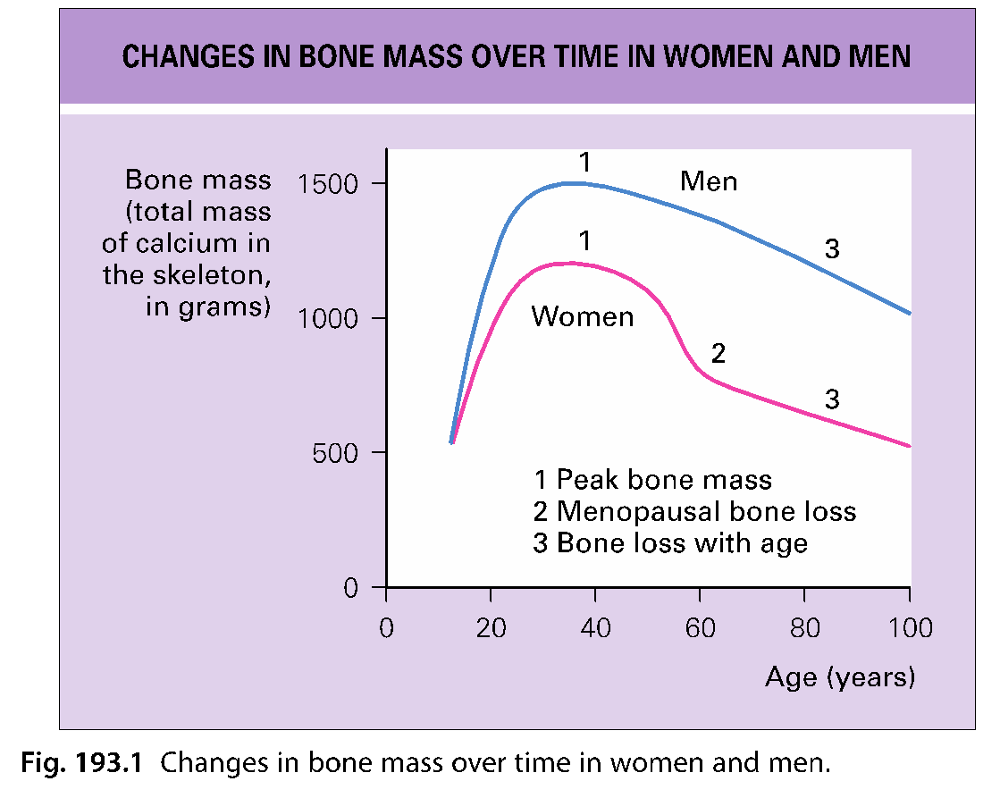 CHANGES IN BONE MASS OVER TIME IN WOMEN AND MEN
Bone mass
(total mass
of calcium in
the skeleton,
in grams)
1500
1000
500
0
1
Men
3
1
Women
2
3
1 Peak bone mass
2 Menopausal bone loss
3 Bone loss with age
0 20 40 60 80 100
Age (years)
Fig. 193.1 Changes in bone mass over time in women and men.